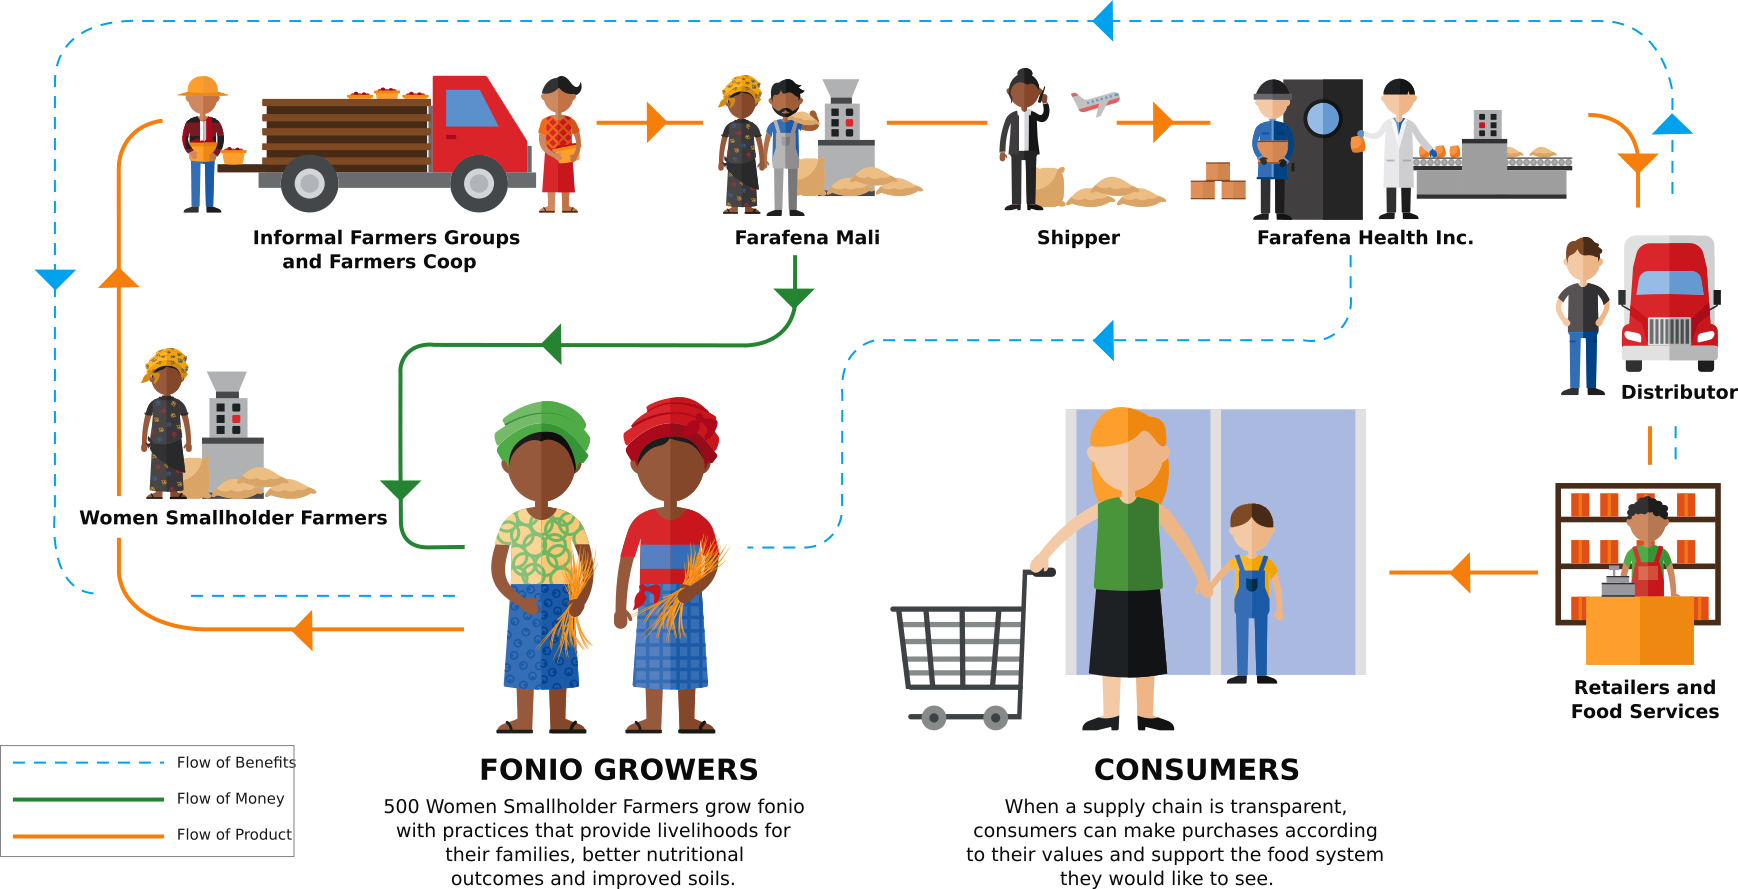 Informal Farmers Groups
and Farmers Coop
Farafena Mali
Shipper
Farafena Health Inc.
Distributor
Women Smallholder Farmers
Retailers and
Food Services
Flow of Benefits
Flow of Money
Flow of Product
FONIO GROWERS
500 Women Smallholder Farmers grow fonio
with practices that provide livelihoods for
their families, better nutritional
outcomes and improved soils.
CONSUMERS
When a supply chain is transparent,
consumers can make purchases according
to their values and support the food system
they would like to see.